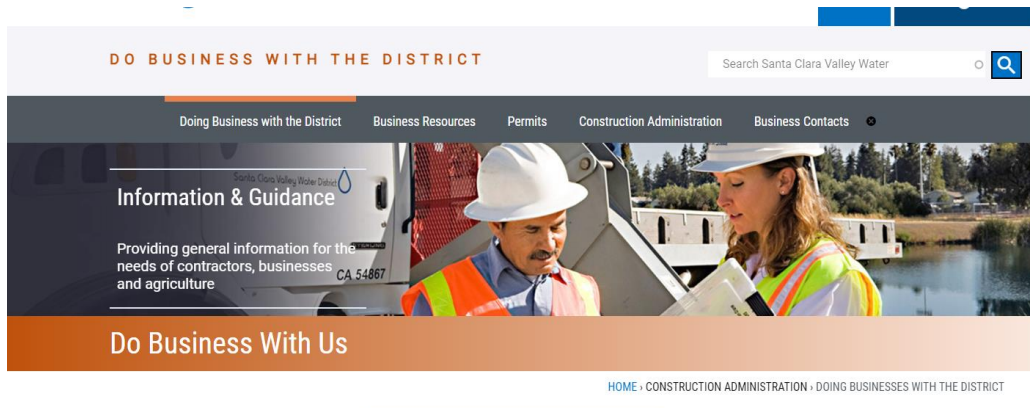 DO BUSINESS WITH THE DISTRICT
Search Santa Clara Valley Water
Doing Business with the District
Business Resources
Permits
Construction Administration
Business Contacts
Santa Clara Valley Water District
Information & Guidance
STERLING
Providing general information for the
needs of contractors, businesses
and agriculture
CA 54867
Do Business With Us
HOME › CONSTRUCTION ADMINISTRATION › DOING BUSINESSES WITH THE DISTRICT